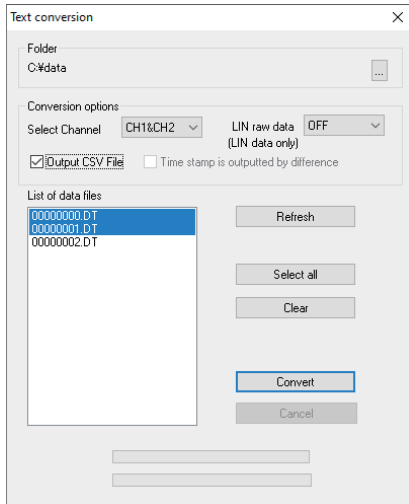 Text conversion
Folder
C:¥data
...
Conversion options
Select Channel CH1&CH2 LIN raw data OFF
(LIN data only)
Output CSV File Time stamp is outputted by difference
List of data files
00000000.DT
00000001.DT
00000002.DT
Refresh
Select all
Clear
Convert
Cancel